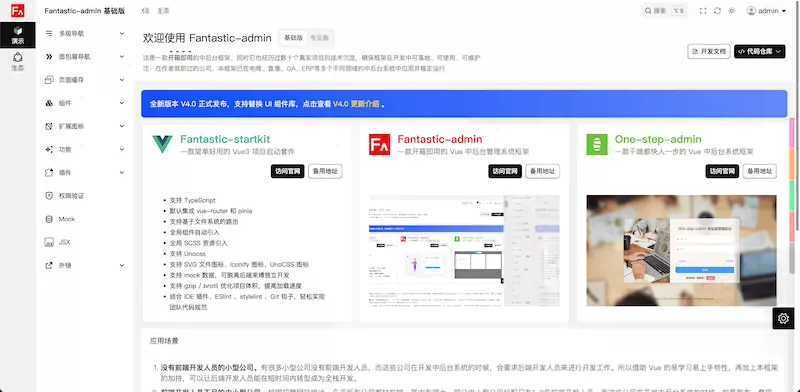 Fantastic-admin 基础版
主页
搜索
⌥ S
admin
演示
生态
多级导航
面包屑导航
页面缓存
组件
扩展图标
功能
插件
权限验证
Mock
JSX
外链
欢迎使用 Fantastic-admin
基础版
专业版
这是一款开箱即用的中后台框架，同时它也经历过数十个真实项目的技术沉淀，确保框架在开发中可落地、可使用、可维护
注：在作者就职过的公司，本框架已在电商、直播、OA、ERP等多个不同领域的中后台系统中应用并稳定运行
开发文档
代码仓库
全新版本 V4.0 正式发布，支持替换 UI 组件库，点击查看 V4.0 更新介绍 。
Fantastic-startkit
一款简单好用的 Vue3 项目启动套件
访问官网
备用地址
支持 TypeScript
默认集成 vue-router 和 pinia
支持基于文件系统的路由
全局组件自动引入
全局 SCSS 资源引入
支持 Unocss
支持 SVG 文件图标，Iconify 图标，UnoCSS 图标
支持 mock 数据，可脱离后端束缚独立开发
支持 gzip / brotli 优化项目体积，提高加载速度
结合 IDE 插件、ESlint 、stylelint 、Git 钩子，轻松实现
团队代码规范
Fantastic-admin
一款开箱即用的 Vue 中后台管理系统框架
访问官网
备用地址
One-step-admin
一款干啥都快人一步的 Vue 中后台系统框架
访问官网
备用地址
应用场景
1. 没有前端开发人员的小型公司。有很多小型公司没有前端开发人员，而这些公司在开发中后台系统的时候，会要求后端开发人员来进行开发工作。所以借助 Vue 的易学习易上手特性，再加上本框架
的加持，可以让后端开发人员能在短时间内转型成为全栈开发。